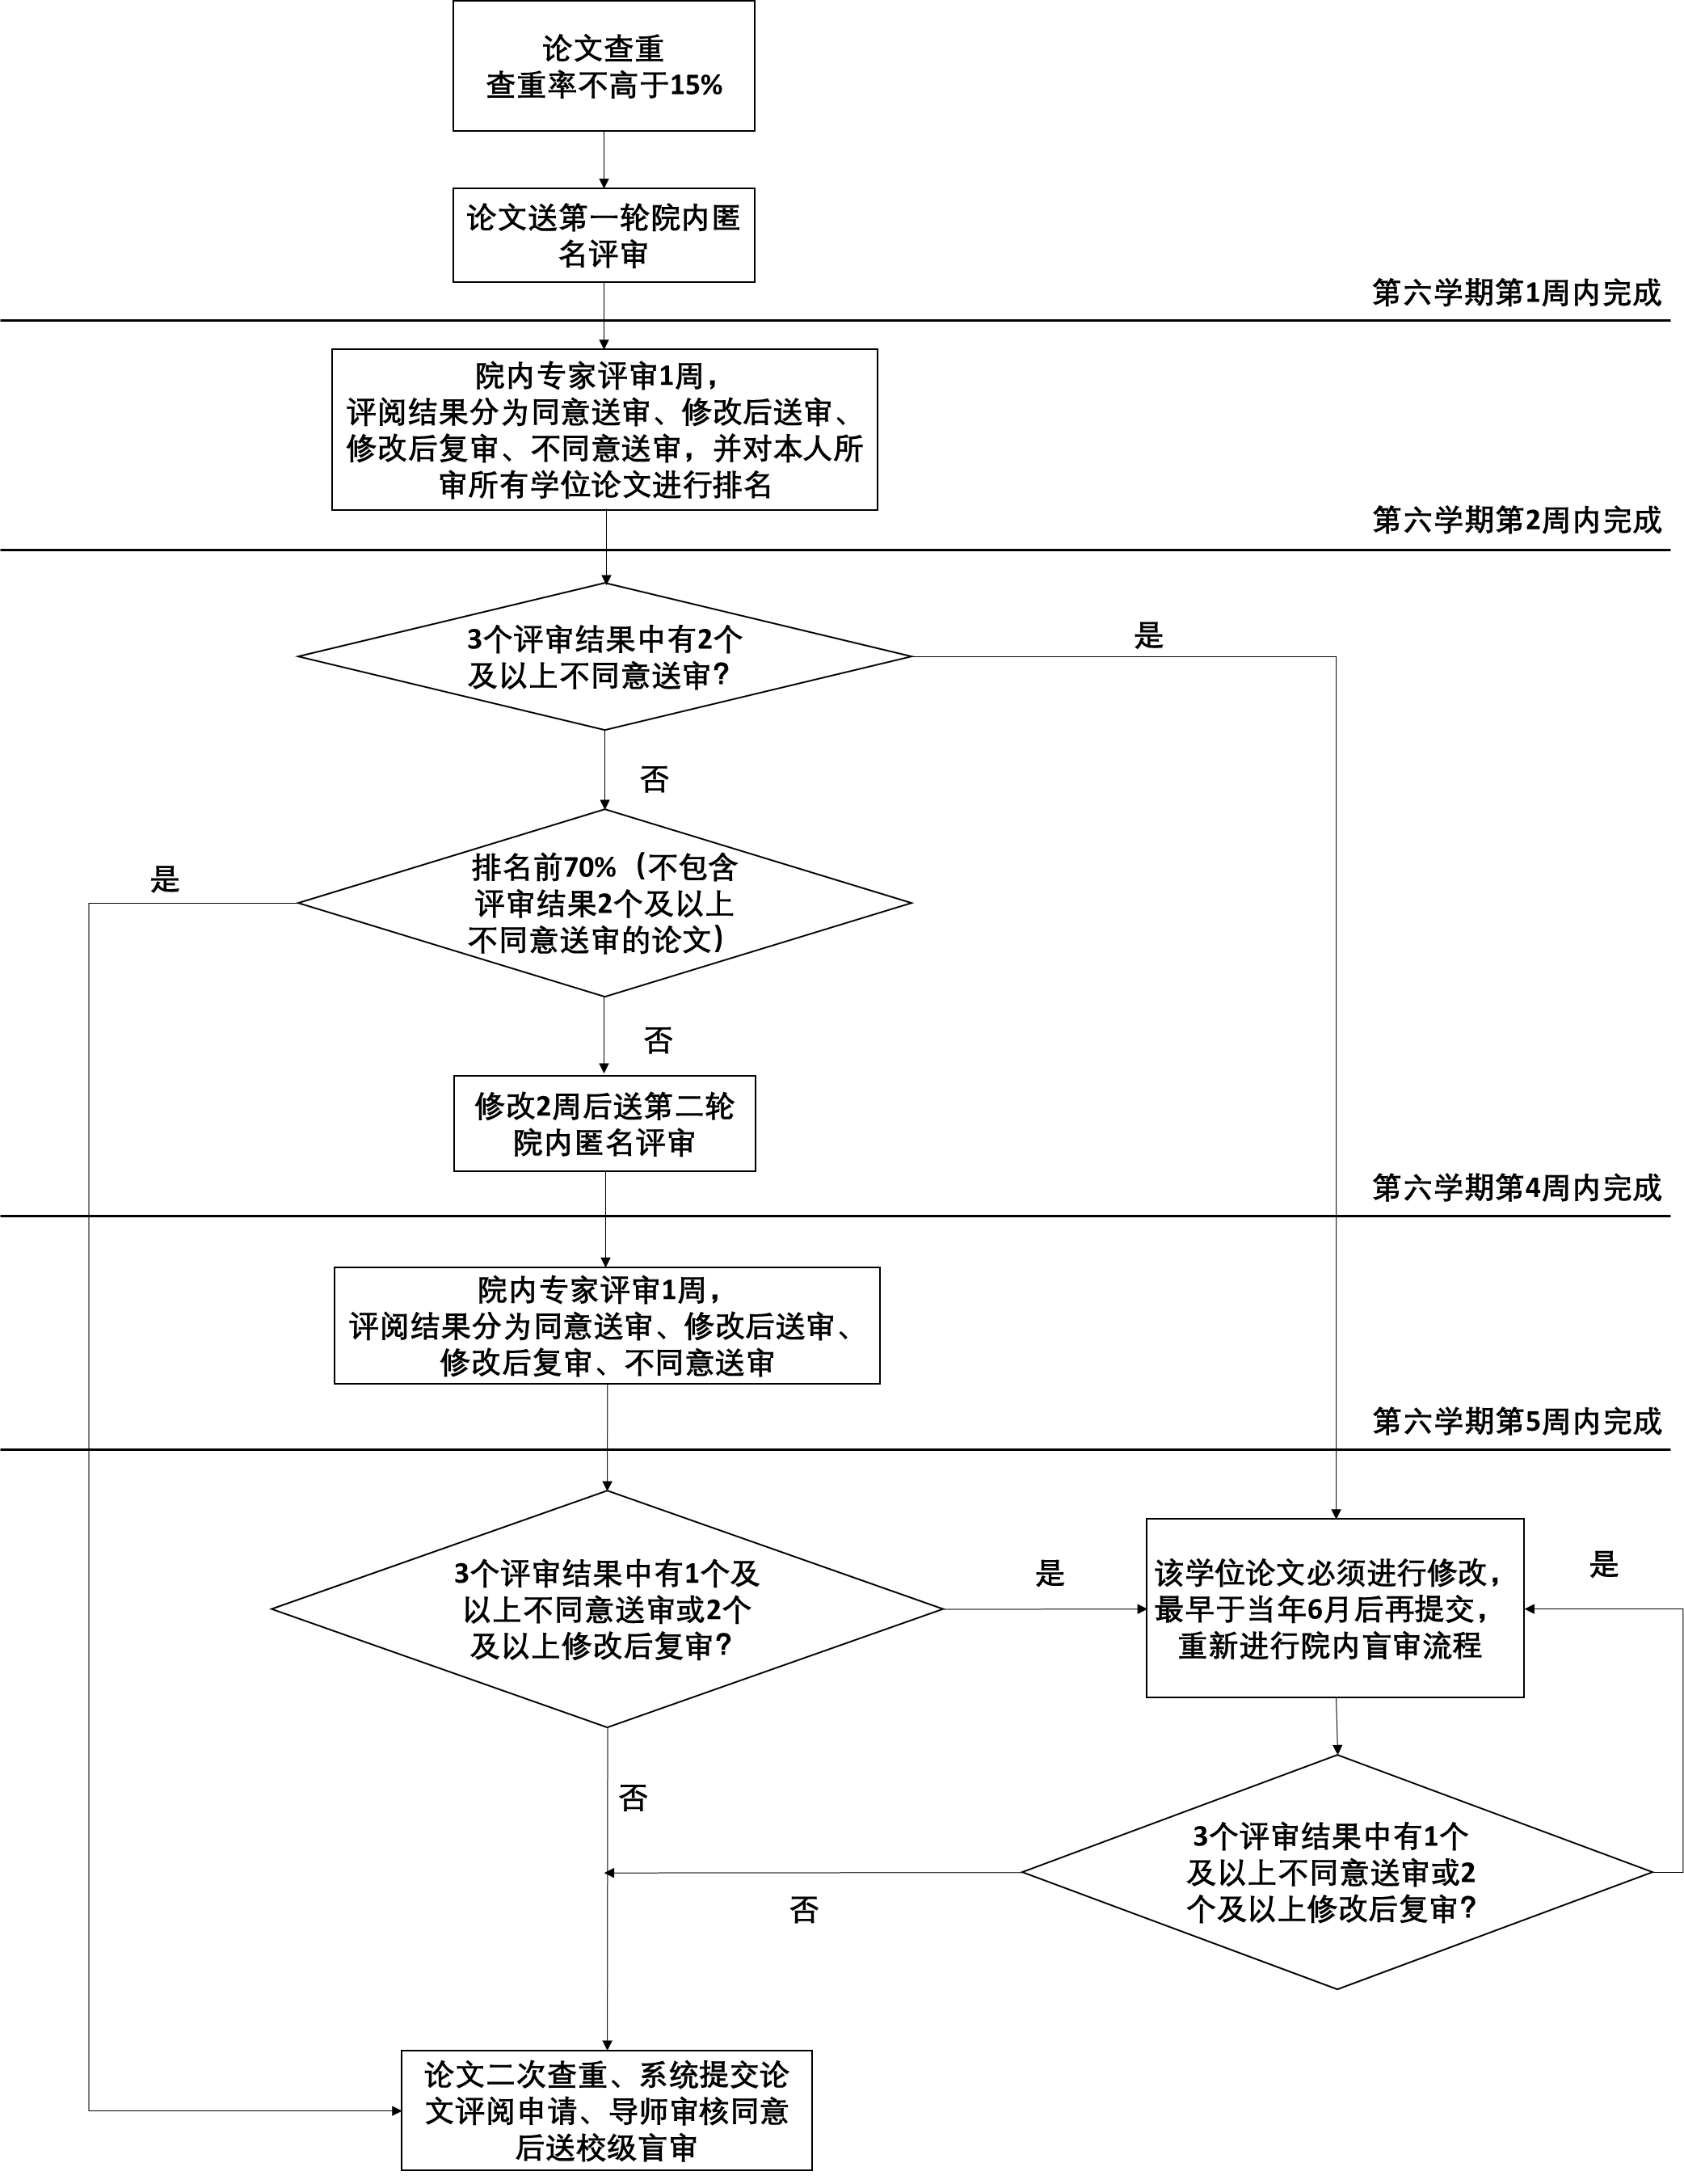 论文查重
查重率不高于15%
论文送第一轮院内匿
名评审
第六学期第1周内完成
院内专家评审1周，
评阅结果分为同意送审、修改后送审、
修改后复审、不同意送审，并对本人所
审所有学位论文进行排名
第六学期第2周内完成
3个评审结果中有2个
及以上不同意送审？
是
否
排名前70%（不包含
评审结果2个及以上
不同意送审的论文）
是
否
修改2周后送第二轮
院内匿名评审
第六学期第4周内完成
院内专家评审1周，
评阅结果分为同意送审、修改后送审、
修改后复审、不同意送审
第六学期第5周内完成
3个评审结果中有1个及
以上不同意送审或2个
及以上修改后复审？
是
该学位论文必须进行修改，
最早于当年6月后再提交，
重新进行院内盲审流程
是
否
3个评审结果中有1个
及以上不同意送审或2
个及以上修改后复审？
否
论文二次查重、系统提交论
文评阅申请、导师审核同意
后送校级盲审